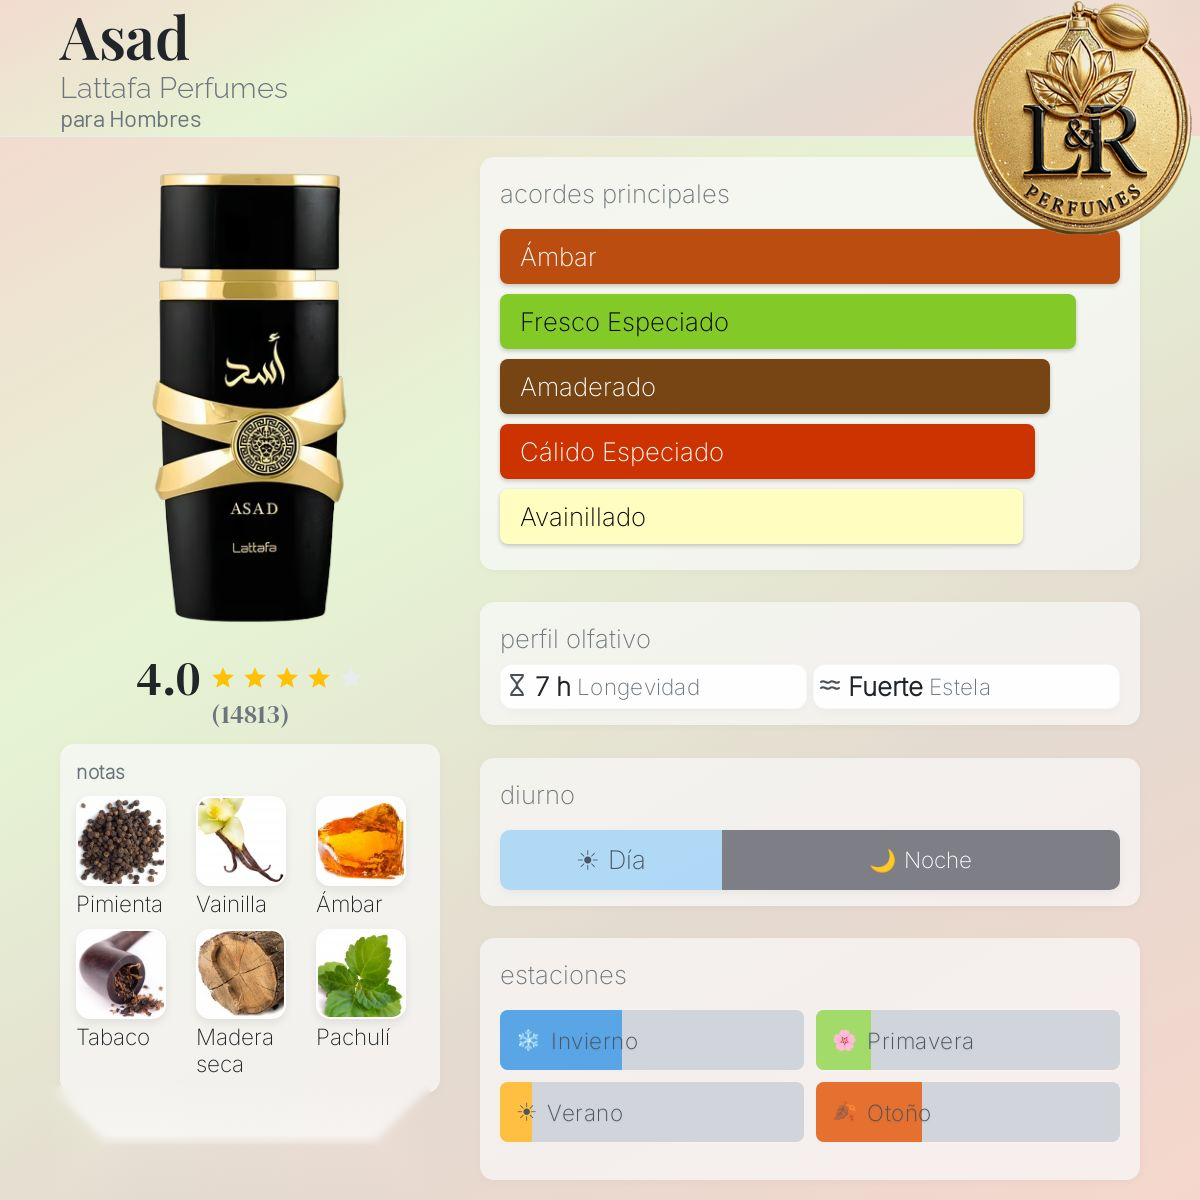 Asad
Lattafa Perfumes
para Hombres
L&R
PERFUMES
أسد
ASAD
Lattafa
4.0
(14813)
notas
Pimienta
Vainilla
Ámbar
Tabaco
Madera
seca
Pachulí
acordes principales
Ámbar
Fresco Especiado
Amaderado
Cálido Especiado
Avainillado
perfil olfativo
7 h Longevidad
Fuerte Estela
diurno
Día
Noche
estaciones
Invierno
Primavera
Verano
Otoño